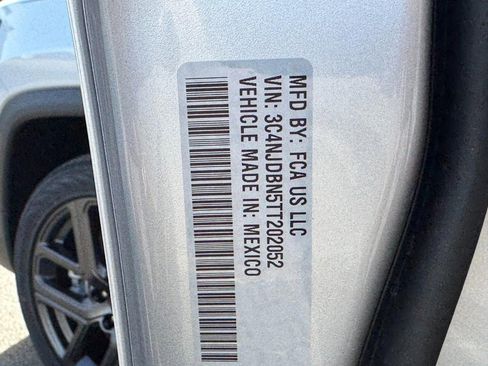 MFD BY: FCA US LLC
VIN: 3C4NJDBN5TT202052
VEHICLE MADE IN: MEXICO